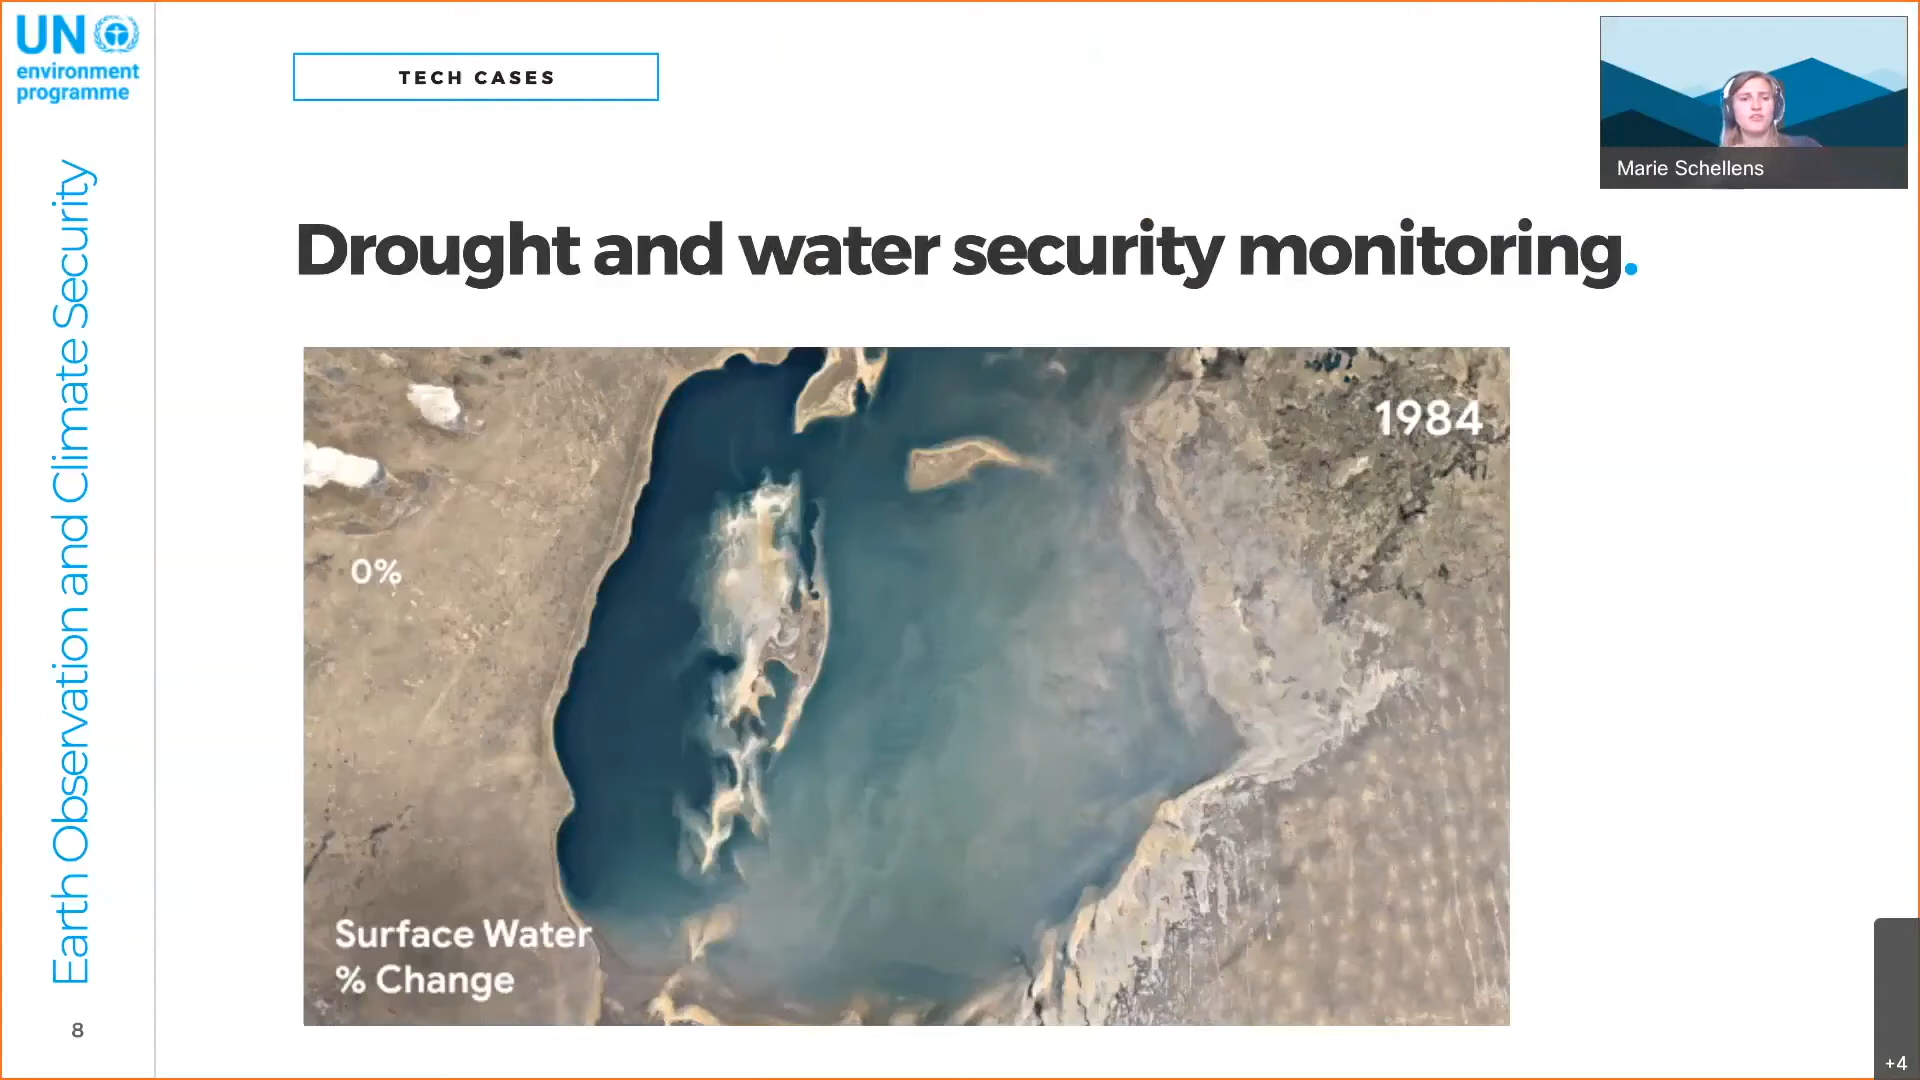 UN
environment
programme
TECH CASES
Marie Schellens
Earth Observation and Climate Security
Drought and water security monitoring.
1984
0%
Surface Water
% Change
8
+4